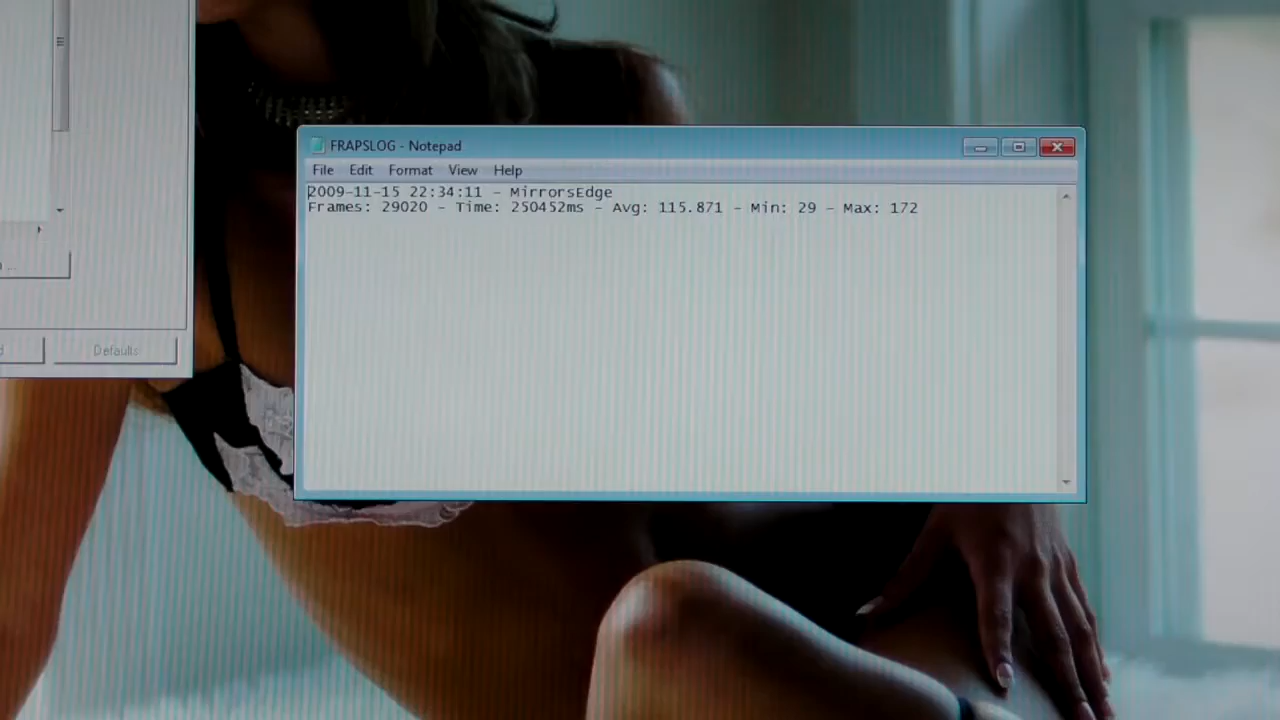 FRAPSLOG - Notepad
File Edit Format View Help
2009-11-15 22:34:11 - MirrorsEdge
Frames: 29020 - Time: 250452ms - Avg: 115.871 - Min: 29 - Max: 172
Defaults